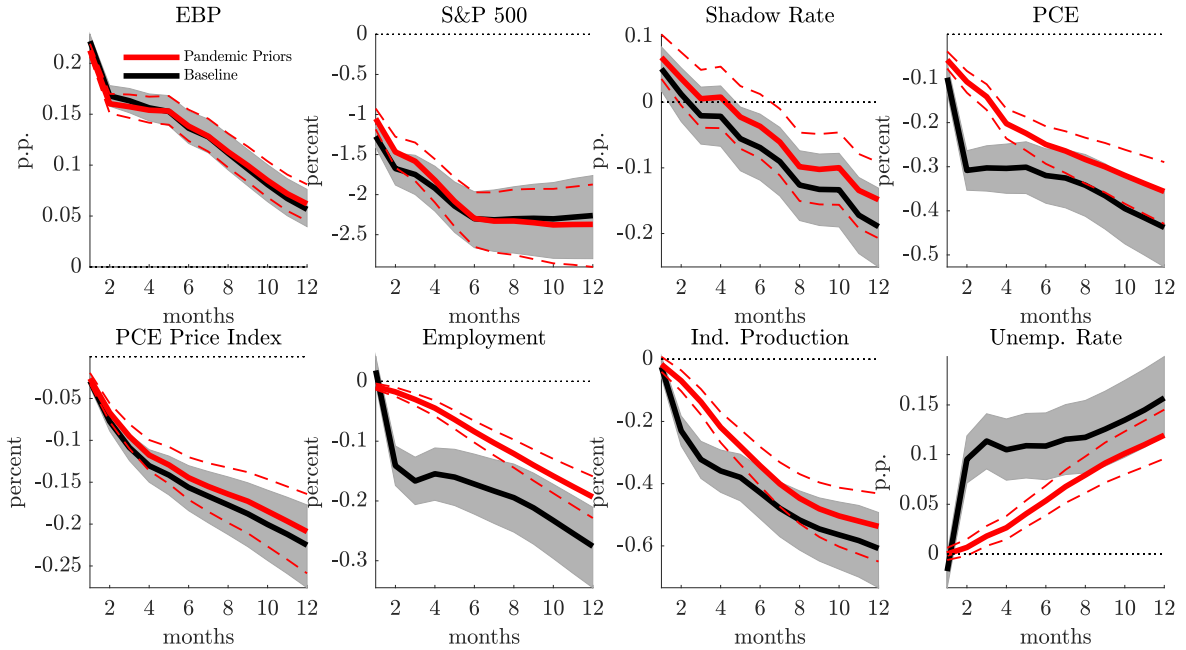 EBP
0.2
0.15
0.1
0.05
0
p.p.
Pandemic Priors
Baseline
2 4 6 8 10 12
months
S&P 500
0
-0.5
-1
-1.5
-2
-2.5
percent
2 4 6 8 10 12
months
Shadow Rate
0.1
0
-0.1
-0.2
p.p.
2 4 6 8 10 12
months
PCE
-0.1
-0.2
-0.3
-0.4
-0.5
percent
2 4 6 8 10 12
months
PCE Price Index
-0.05
-0.1
-0.15
-0.2
-0.25
percent
2 4 6 8 10 12
months
Employment
0
-0.1
-0.2
-0.3
percent
2 4 6 8 10 12
months
Ind. Production
0
-0.2
-0.4
-0.6
percent
2 4 6 8 10 12
months
Unemp. Rate
0.15
0.1
0.05
0
p.p.
2 4 6 8 10 12
months